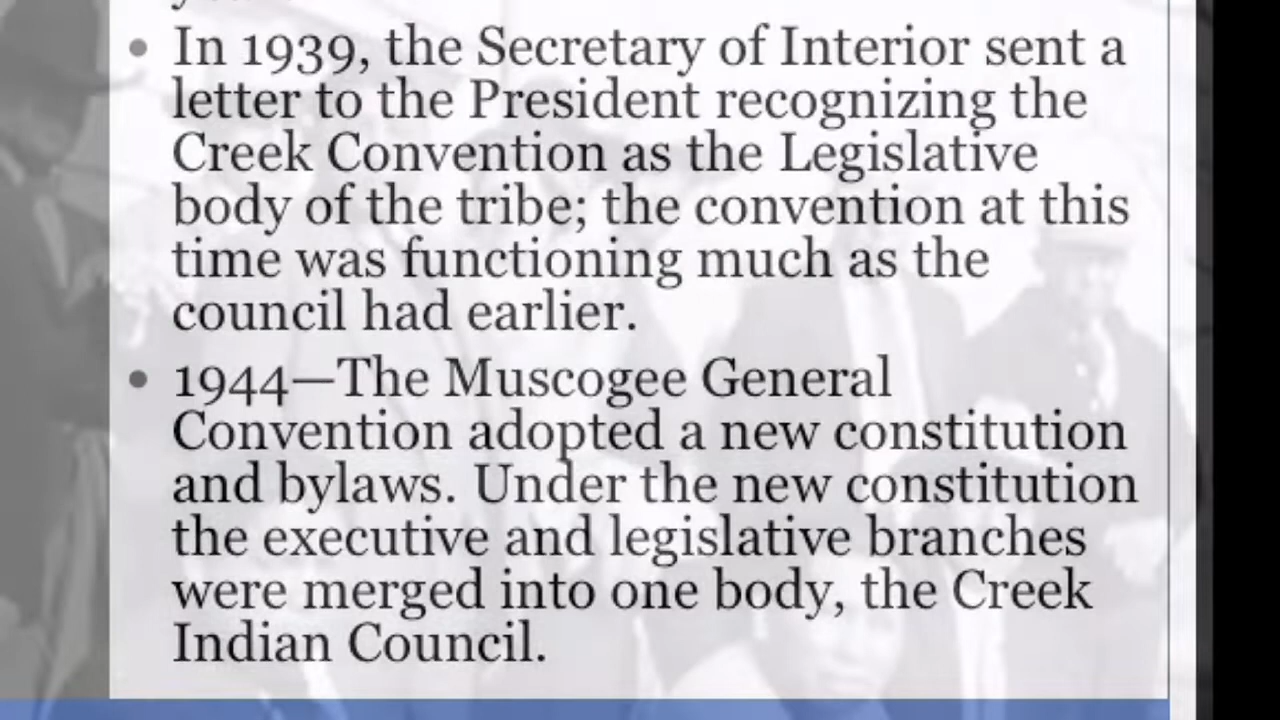 • In 1939, the Secretary of Interior sent a
letter to the President recognizing the
Creek Convention as the Legislative
body of the tribe; the convention at this
time was functioning much as the
council had earlier.
• 1944—The Muscogee General
Convention adopted a new constitution
and bylaws. Under the new constitution
the executive and legislative branches
were merged into one body, the Creek
Indian Council.